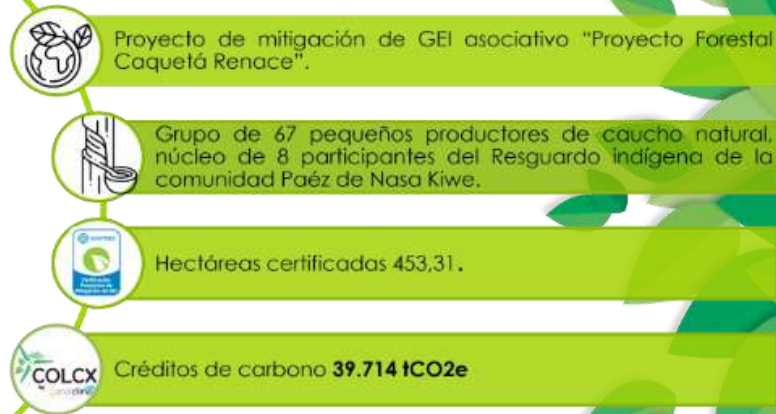 Proyecto de mitigación de GEI asociativo “Proyecto Forestal
Caquetá Renace”.
Grupo de 67 pequeños productores de caucho natural,
núcleo de 8 participantes del Resguardo indígena de la
comunidad Paéz de Nasa Kiwe.
Hectáreas certificadas 453,31.
COLCX
Créditos de carbono 39.714 tCO2e